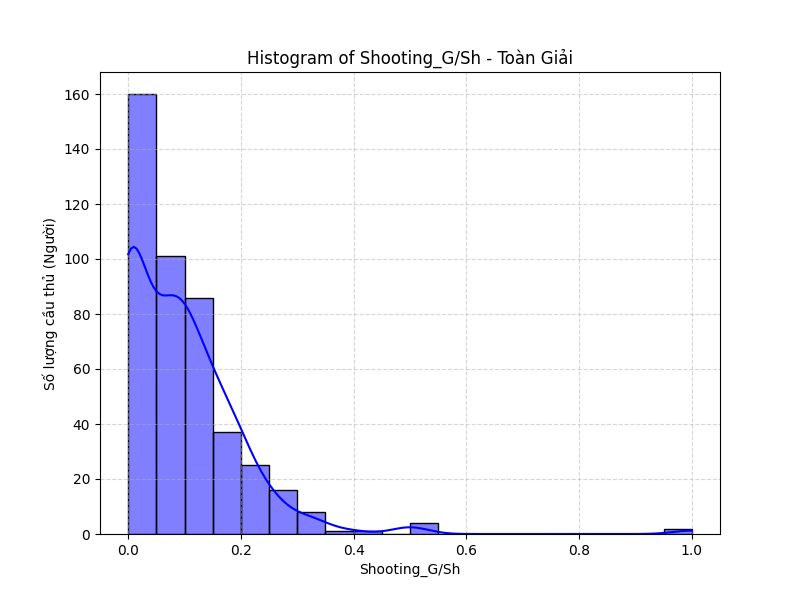 Histogram of Shooting_G/Sh - Toàn Giải
Số lượng cầu thủ (Người)
160
140
120
100
80
60
40
20
0
0.0 0.2 0.4 0.6 0.8 1.0
Shooting_G/Sh